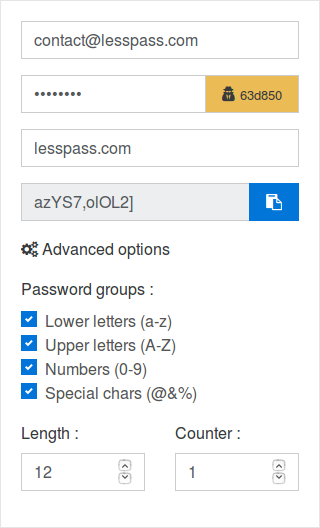 contact@lesspass.com
•••••••• 63d850
lesspass.com
azYS7,olOL2]
Advanced options
Password groups :
Lower letters (a-z)
Upper letters (A-Z)
Numbers (0-9)
Special chars (@&%)
Length : Counter :
12 1